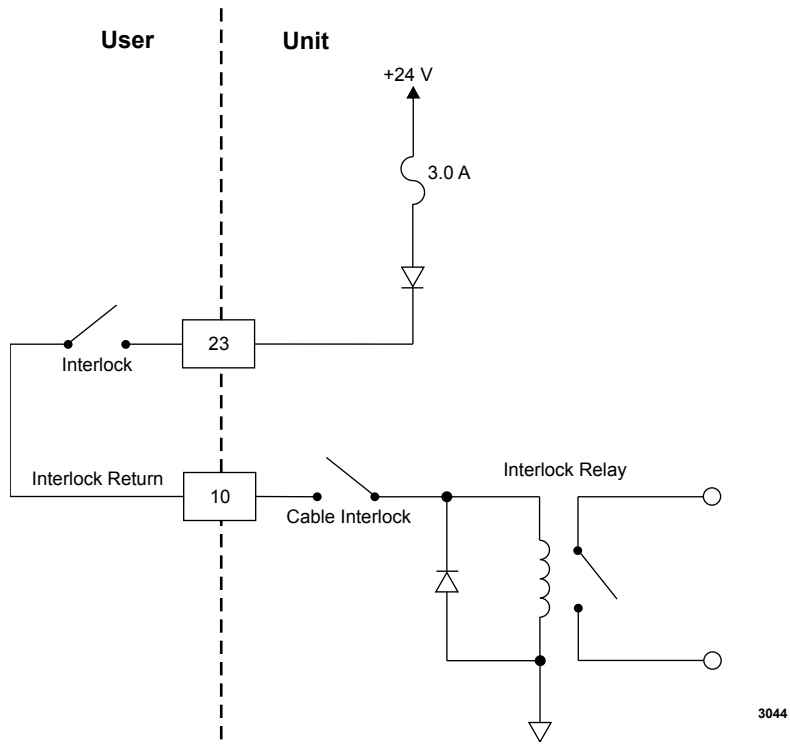 User
Unit
+24 V
3.0 A
23
Interlock
Interlock Return
10
Cable Interlock
Interlock Relay
3044